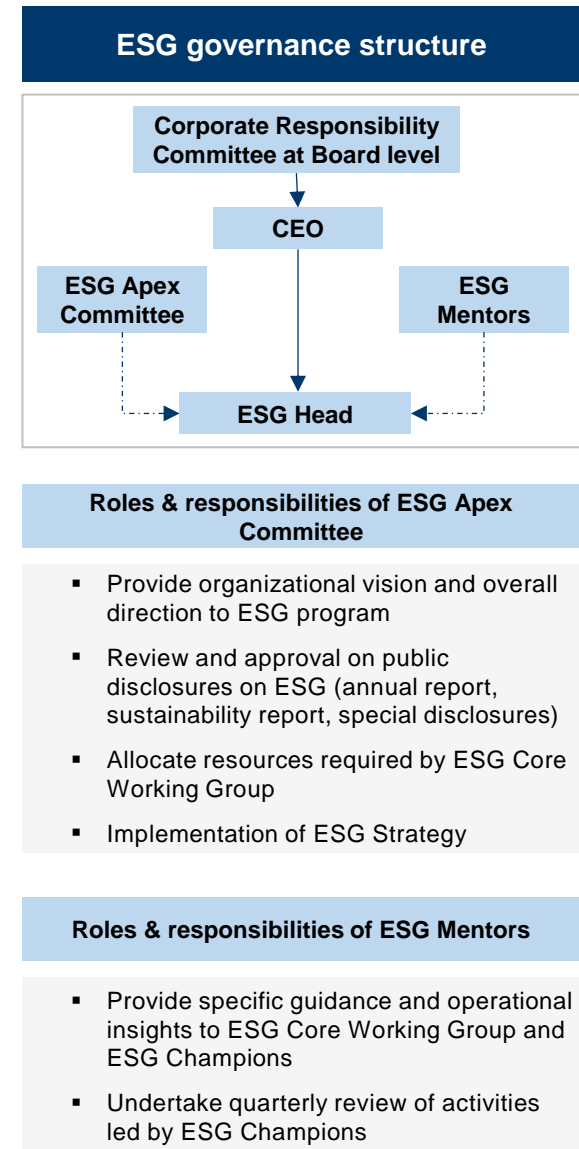 ESG governance structure
Corporate Responsibility
Committee at Board level
CEO
ESG Apex
Committee
ESG
Mentors
ESG Head
Roles & responsibilities of ESG Apex
Committee
▪ Provide organizational vision and overall
direction to ESG program
▪ Review and approval on public
disclosures on ESG (annual report,
sustainability report, special disclosures)
▪ Allocate resources required by ESG Core
Working Group
▪ Implementation of ESG Strategy
Roles & responsibilities of ESG Mentors
▪ Provide specific guidance and operational
insights to ESG Core Working Group and
ESG Champions
▪ Undertake quarterly review of activities
led by ESG Champions